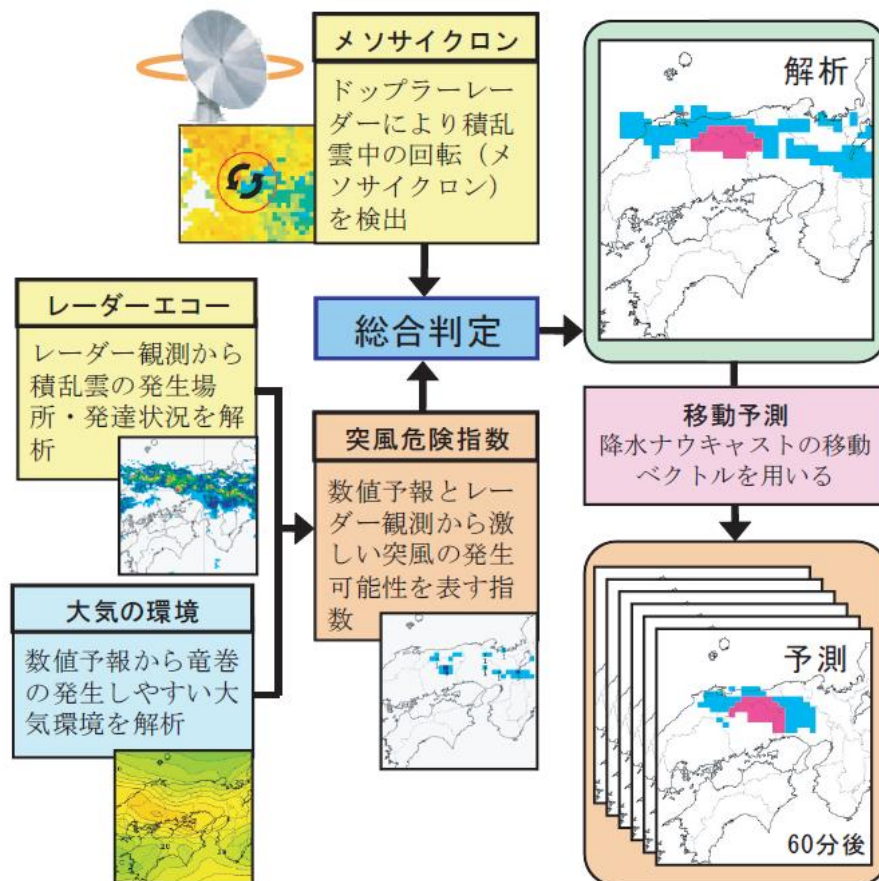 メソサイクロン
ドップラーレー
ダーにより積乱
雲中の回転（メ
ソサイクロン）
を検出
解析
レーダーエコー
レーダー観測から
積乱雲の発生場
所・発達状況を解
析
総合判定
大気の環境
数値予報から竜巻
の発生しやすい大
気環境を解析
突風危険指数
数値予報とレー
ダー観測から激
しい突風の発生
可能性を表す指
数
移動予測
降水ナウキャストの移動
ベクトルを用いる
予測
60分後